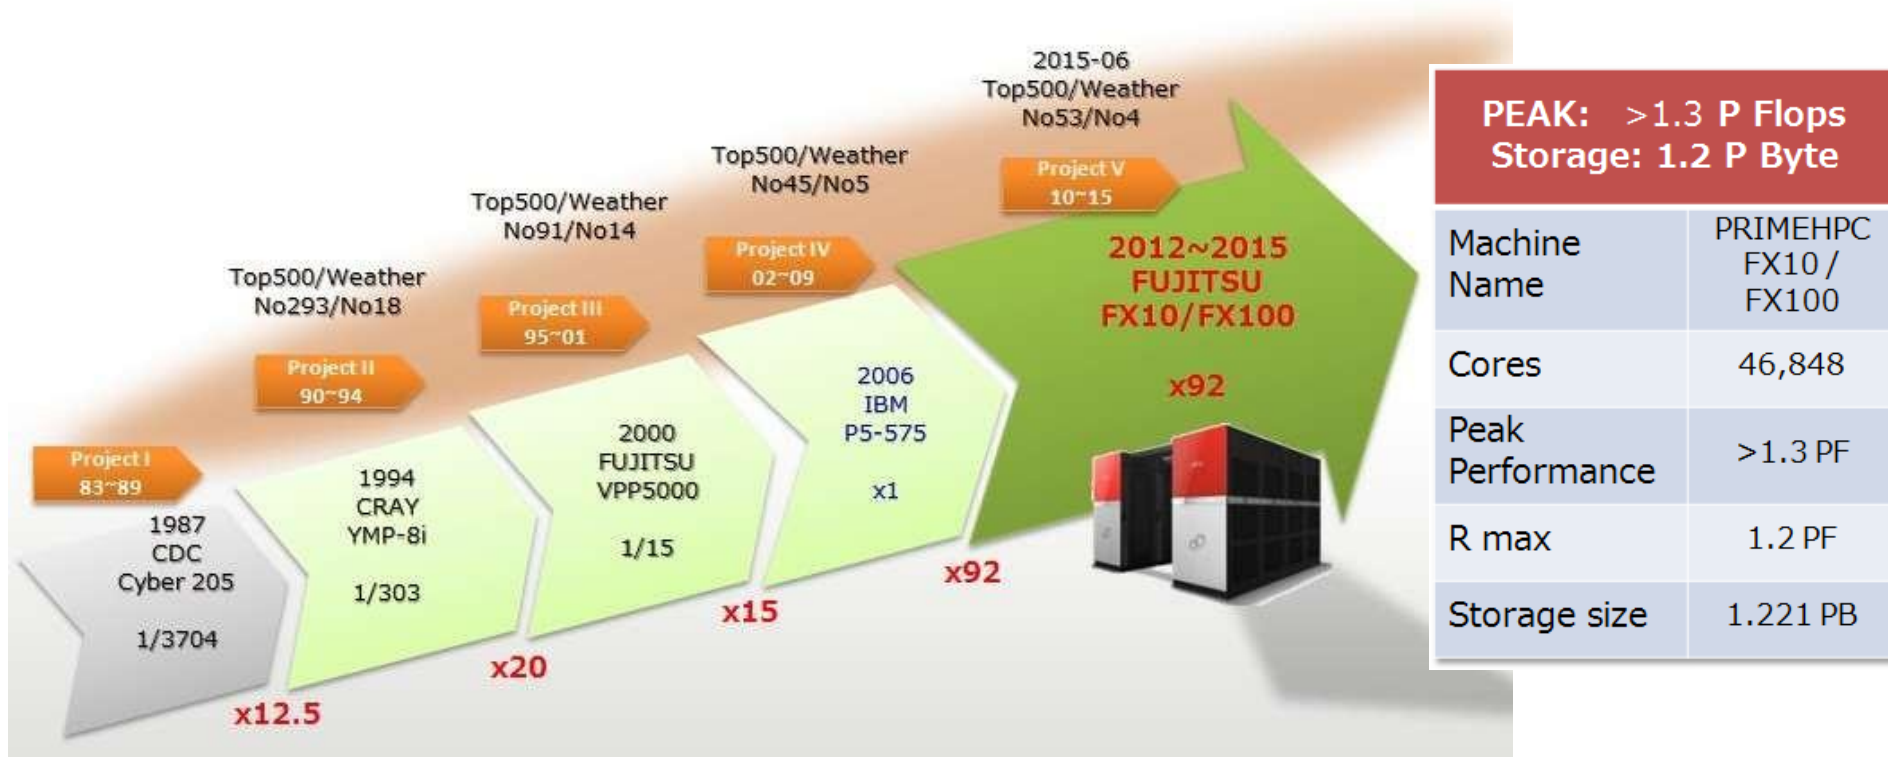 Project I
83~89
1987
CDC
Cyber 205
1/3704
x12.5
Top500/Weather
No293/No18
Project II
90~94
1994
CRAY
YMP-8i
1/303
x20
Top500/Weather
No91/No14
Project III
95~01
2000
FUJITSU
VPP5000
1/15
x15
Top500/Weather
No45/No5
Project IV
02~09
2006
IBM
P5-575
x1
x92
2015-06
Top500/Weather
No53/No4
Project V
10~15
2012~2015
FUJITSU
FX10/FX100
x92
PEAK: >1.3 P Flops
Storage: 1.2 P Byte
Machine
Name
PRIMEHPC
FX10 /
FX100
Cores
46,848
Peak
Performance
>1.3 PF
R max
1.2 PF
Storage size
1.221 PB